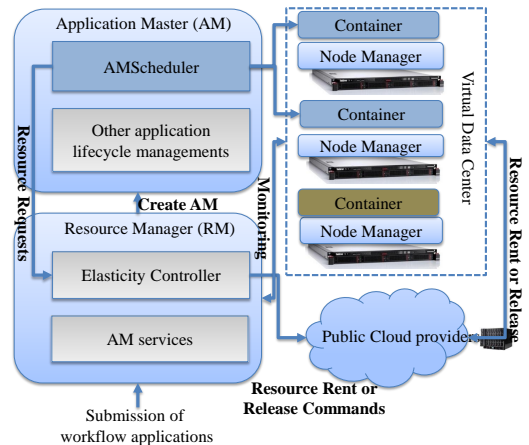 Application Master (AM)
AMScheduler
Other application
lifecycle managements
Resource Requests
Create AM
Resource Manager (RM)
Elasticity Controller
AM services
Submission of
workflow applications
Monitoring
Container
Node Manager
Container
Node Manager
Container
Node Manager
Virtual Data Center
Resource Rent or Release
Public Cloud provider
Resource Rent or
Release Commands